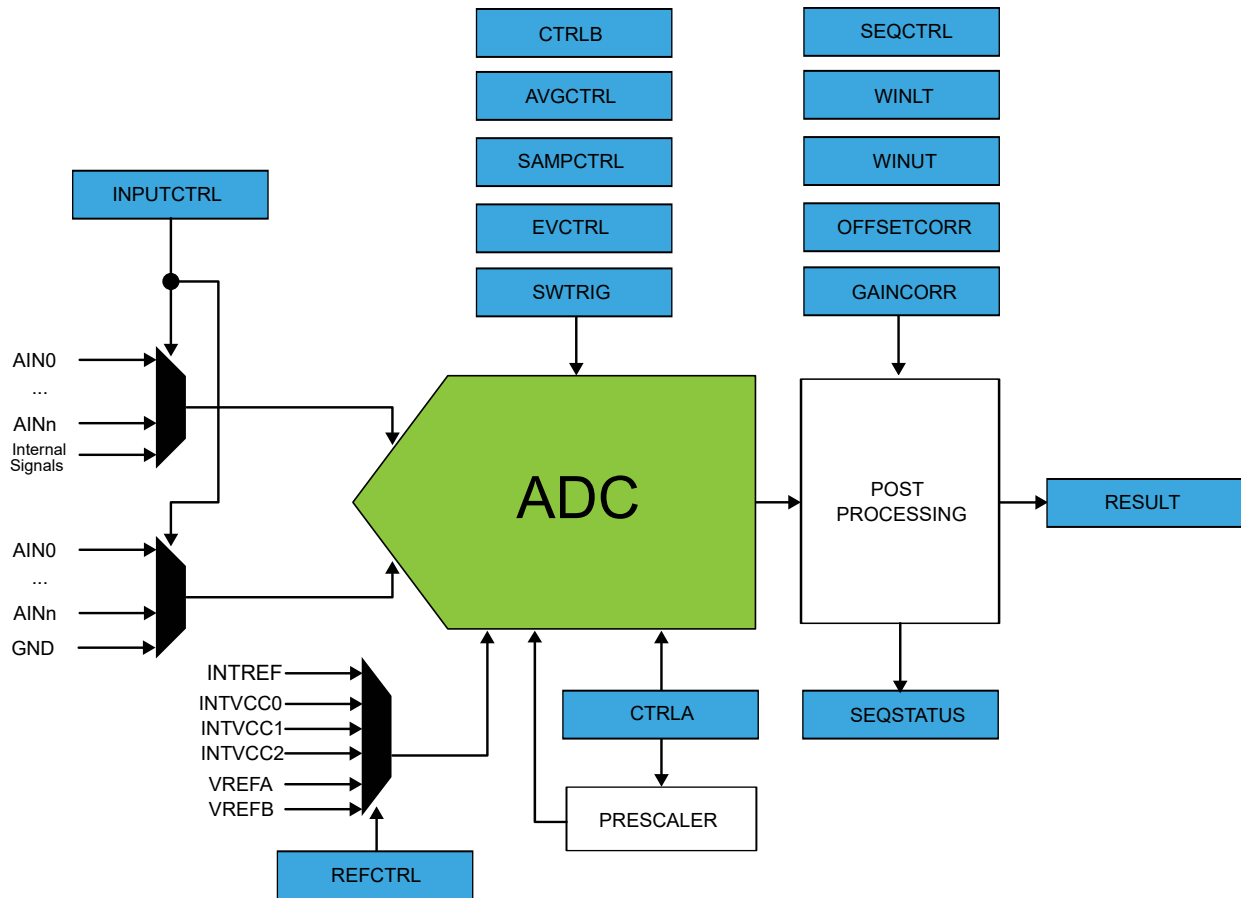 CTRLB
SEQCTRL
AVGCTRL
WINLT
SAMPCTRL
WINUT
INPUTCTRL
EVCTRL
OFFSETCORR
SWTRIG
GAINCORR
AIN0
...
AINn
Internal
Signals
ADC
POST
PROCESSING
RESULT
AIN0
...
AINn
GND
INTREF
INTVCC0
INTVCC1
INTVCC2
VREFA
VREFB
CTRLA
SEQSTATUS
PRESCALER
REFCTRL